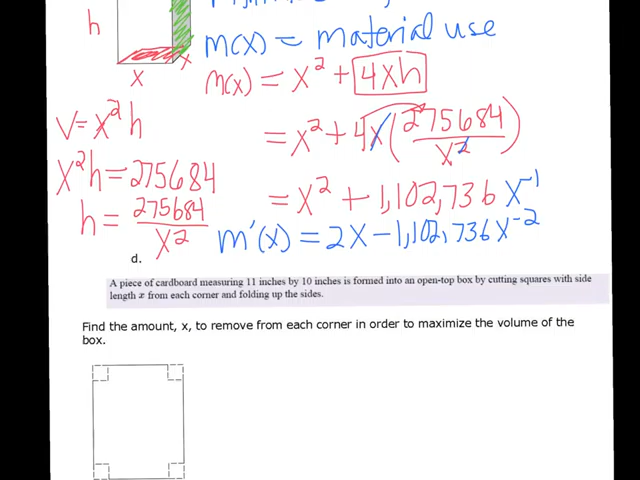 m(x) = material use
h
m(x) = x² + 4xh
x
x
V = x²h
= x² + 4x(275684/x²)
x²h = 275684
= x² + 1,102,736 x⁻¹
h = 275684/x²
m'(x) = 2x - 1,102,736x⁻²
d.
A piece of cardboard measuring 11 inches by 10 inches is formed into an open-top box by cutting squares with side
length x from each corner and folding up the sides.
Find the amount, x, to remove from each corner in order to maximize the volume of the
box.